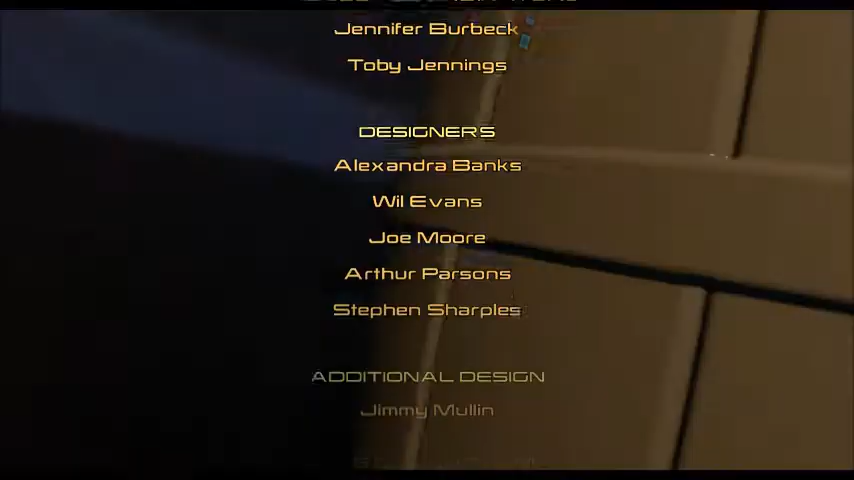 Jennifer Burbeck
Toby Jennings
DESIGNERS
Alexandra Banks
Wil Evans
Joe Moore
Arthur Parsons
Stephen Sharples
ADDITIONAL DESIGN
Jimmy Mullin